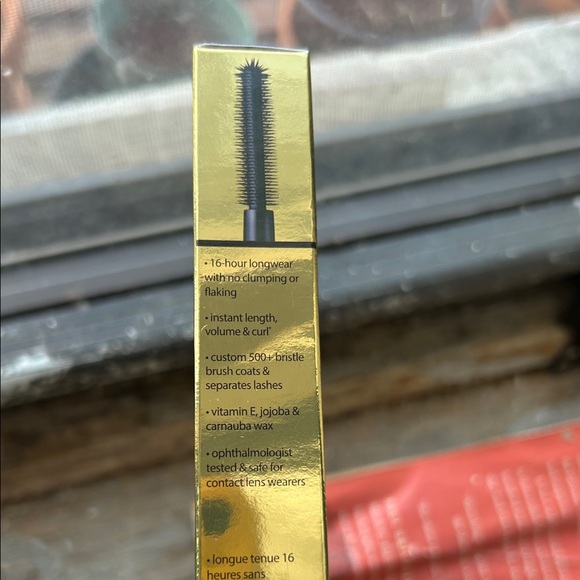 • 16-hour longwear
with no clumping or
flaking
• instant length,
volume & curl*
• custom 500+ bristle
brush coats &
separates lashes
• vitamin E, jojoba &
carnauba wax
• ophthalmologist
tested & safe for
contact lens wearers
• longue tenue 16
heures sans